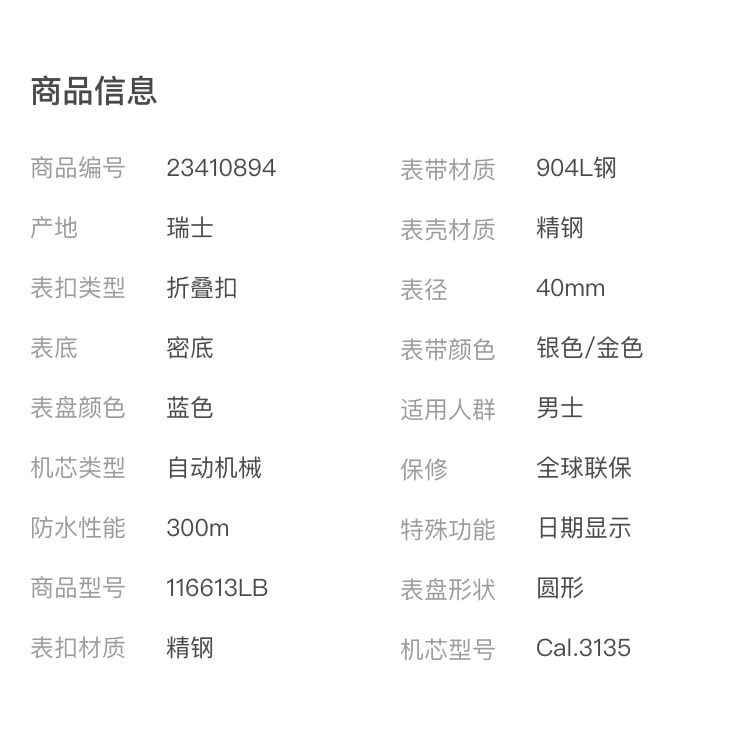 商品信息
商品编号 23410894 表带材质 904L钢
产地 瑞士 表壳材质 精钢
表扣类型 折叠扣 表径 40mm
表底 密底 表带颜色 银色/金色
表盘颜色 蓝色 适用人群 男士
机芯类型 自动机械 保修 全球联保
防水性能 300m 特殊功能 日期显示
商品型号 116613LB 表盘形状 圆形
表扣材质 精钢 机芯型号 Cal.3135